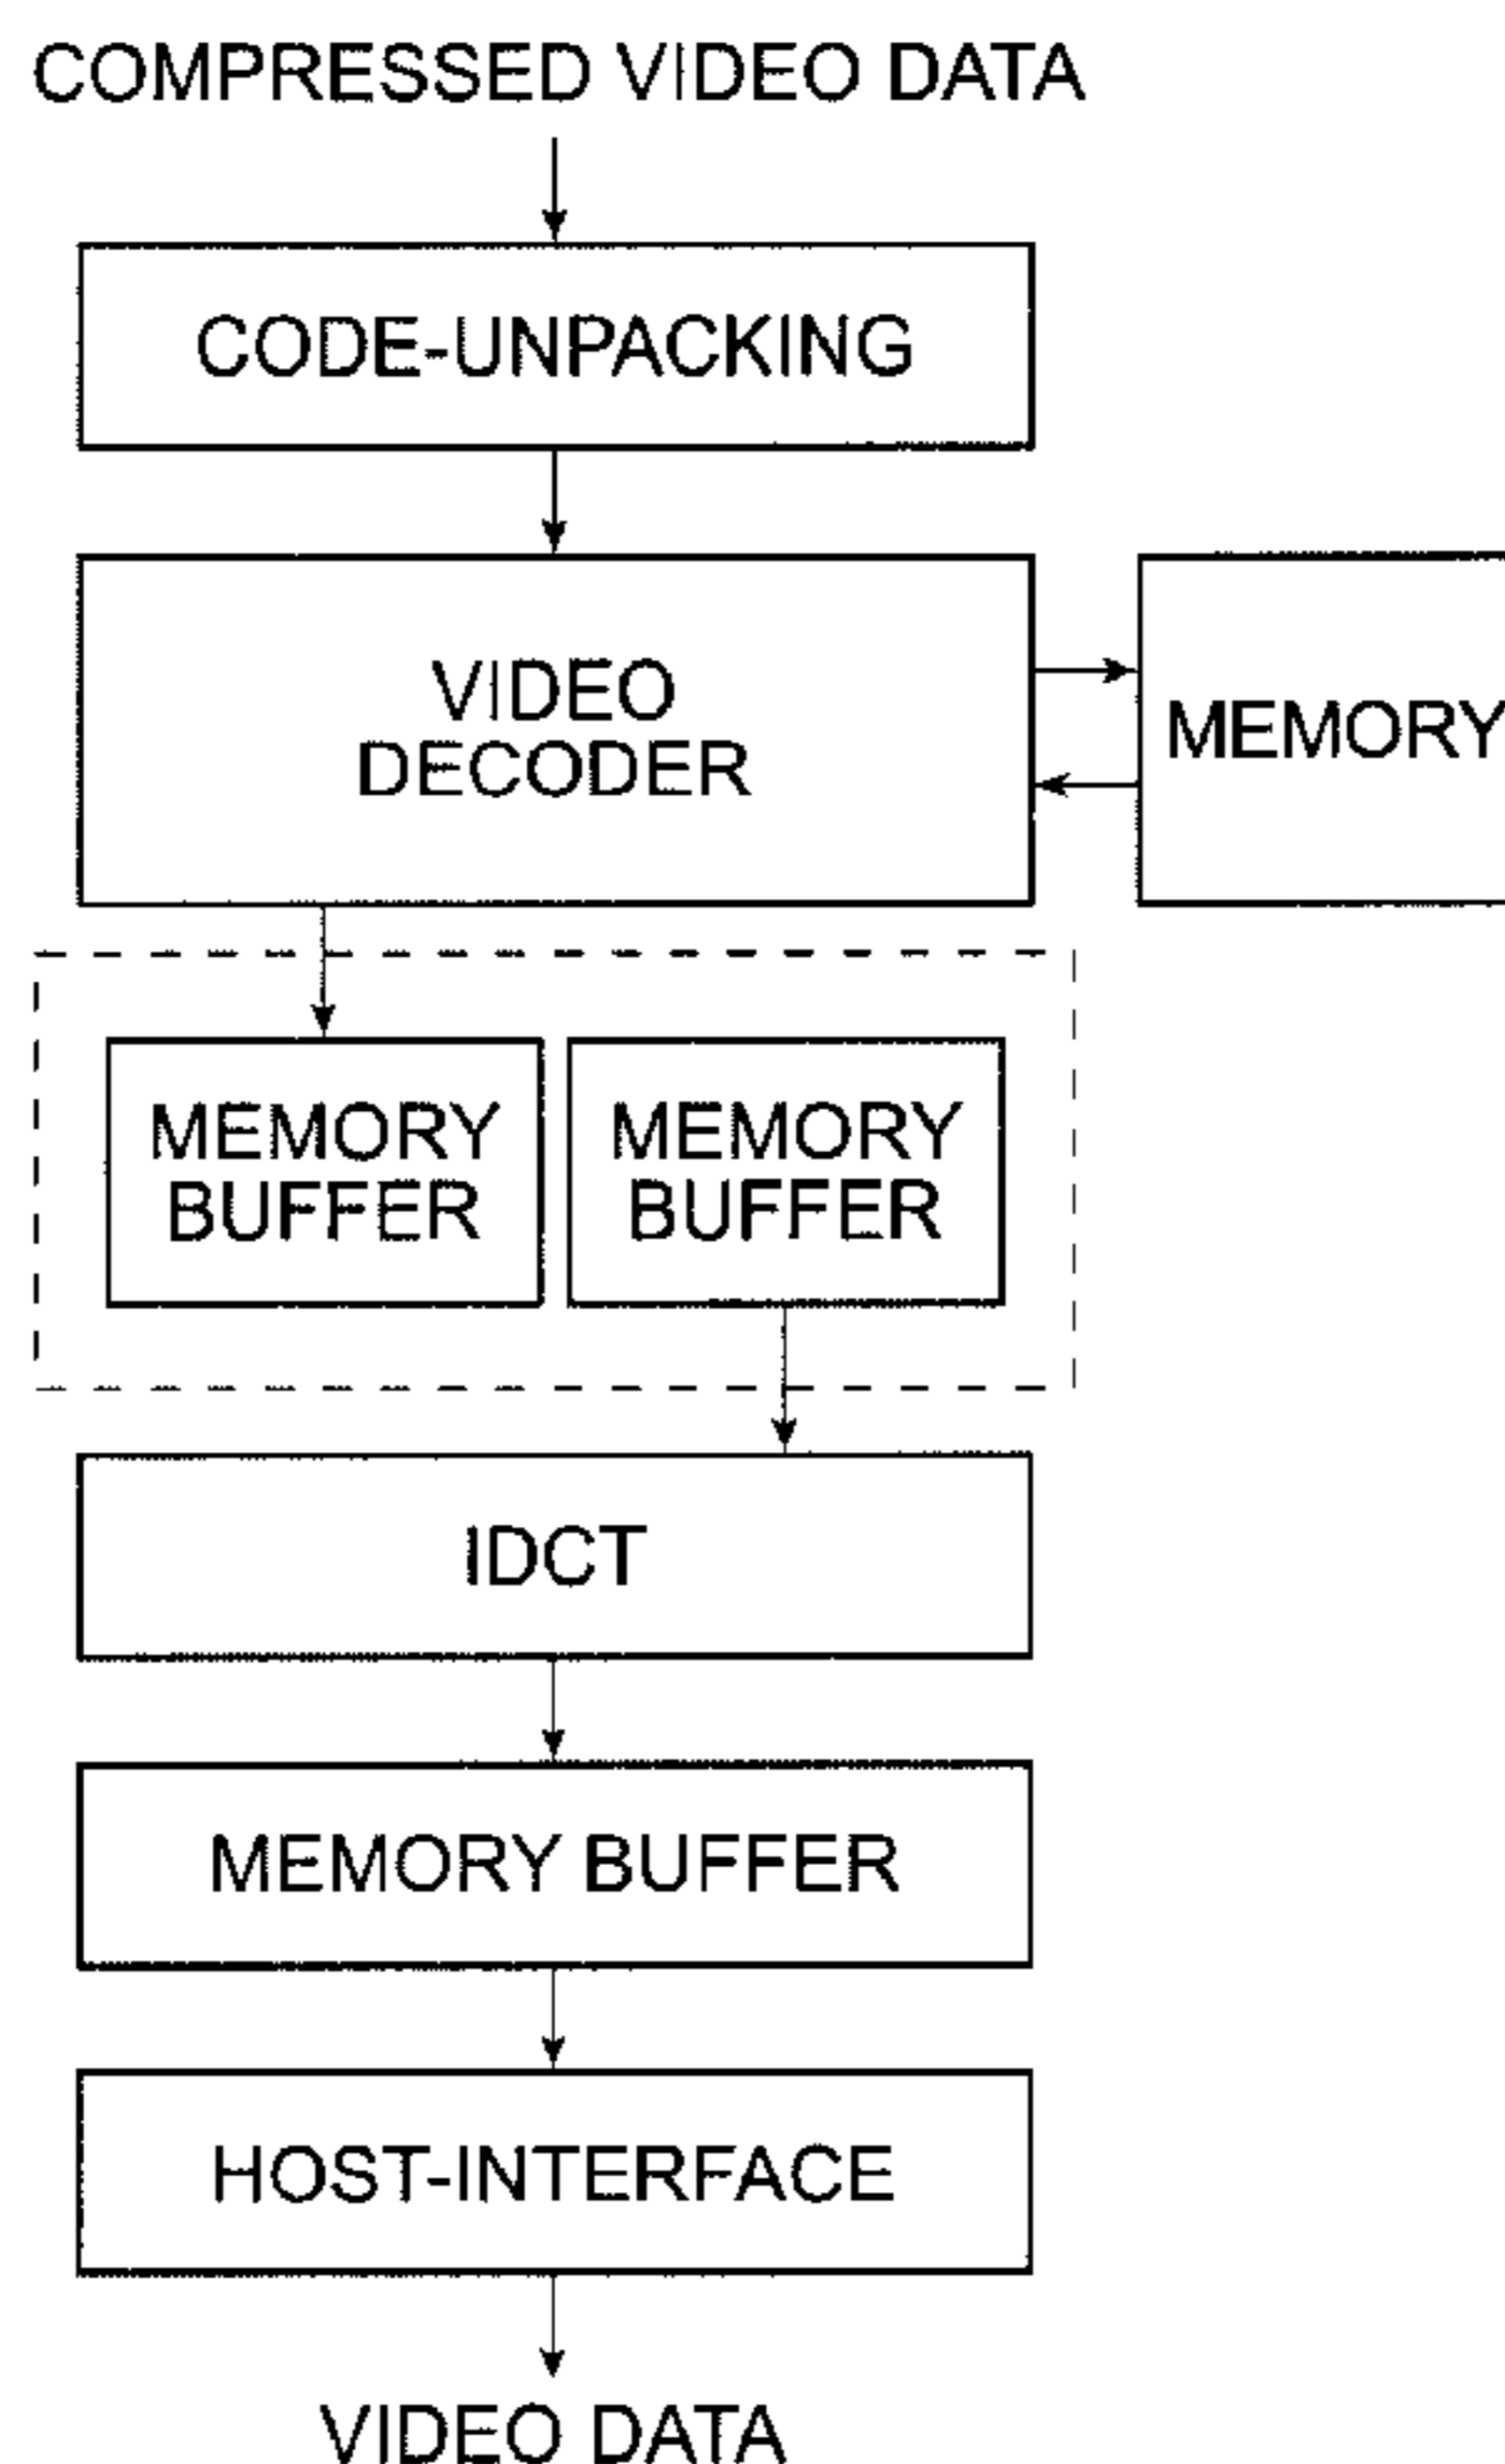 COMPRESSED VIDEO DATA
CODE-UNPACKING
VIDEO
DECODER
MEMORY
MEMORY
BUFFER
MEMORY
BUFFER
IDCT
MEMORY BUFFER
HOST-INTERFACE
VIDEO DATA